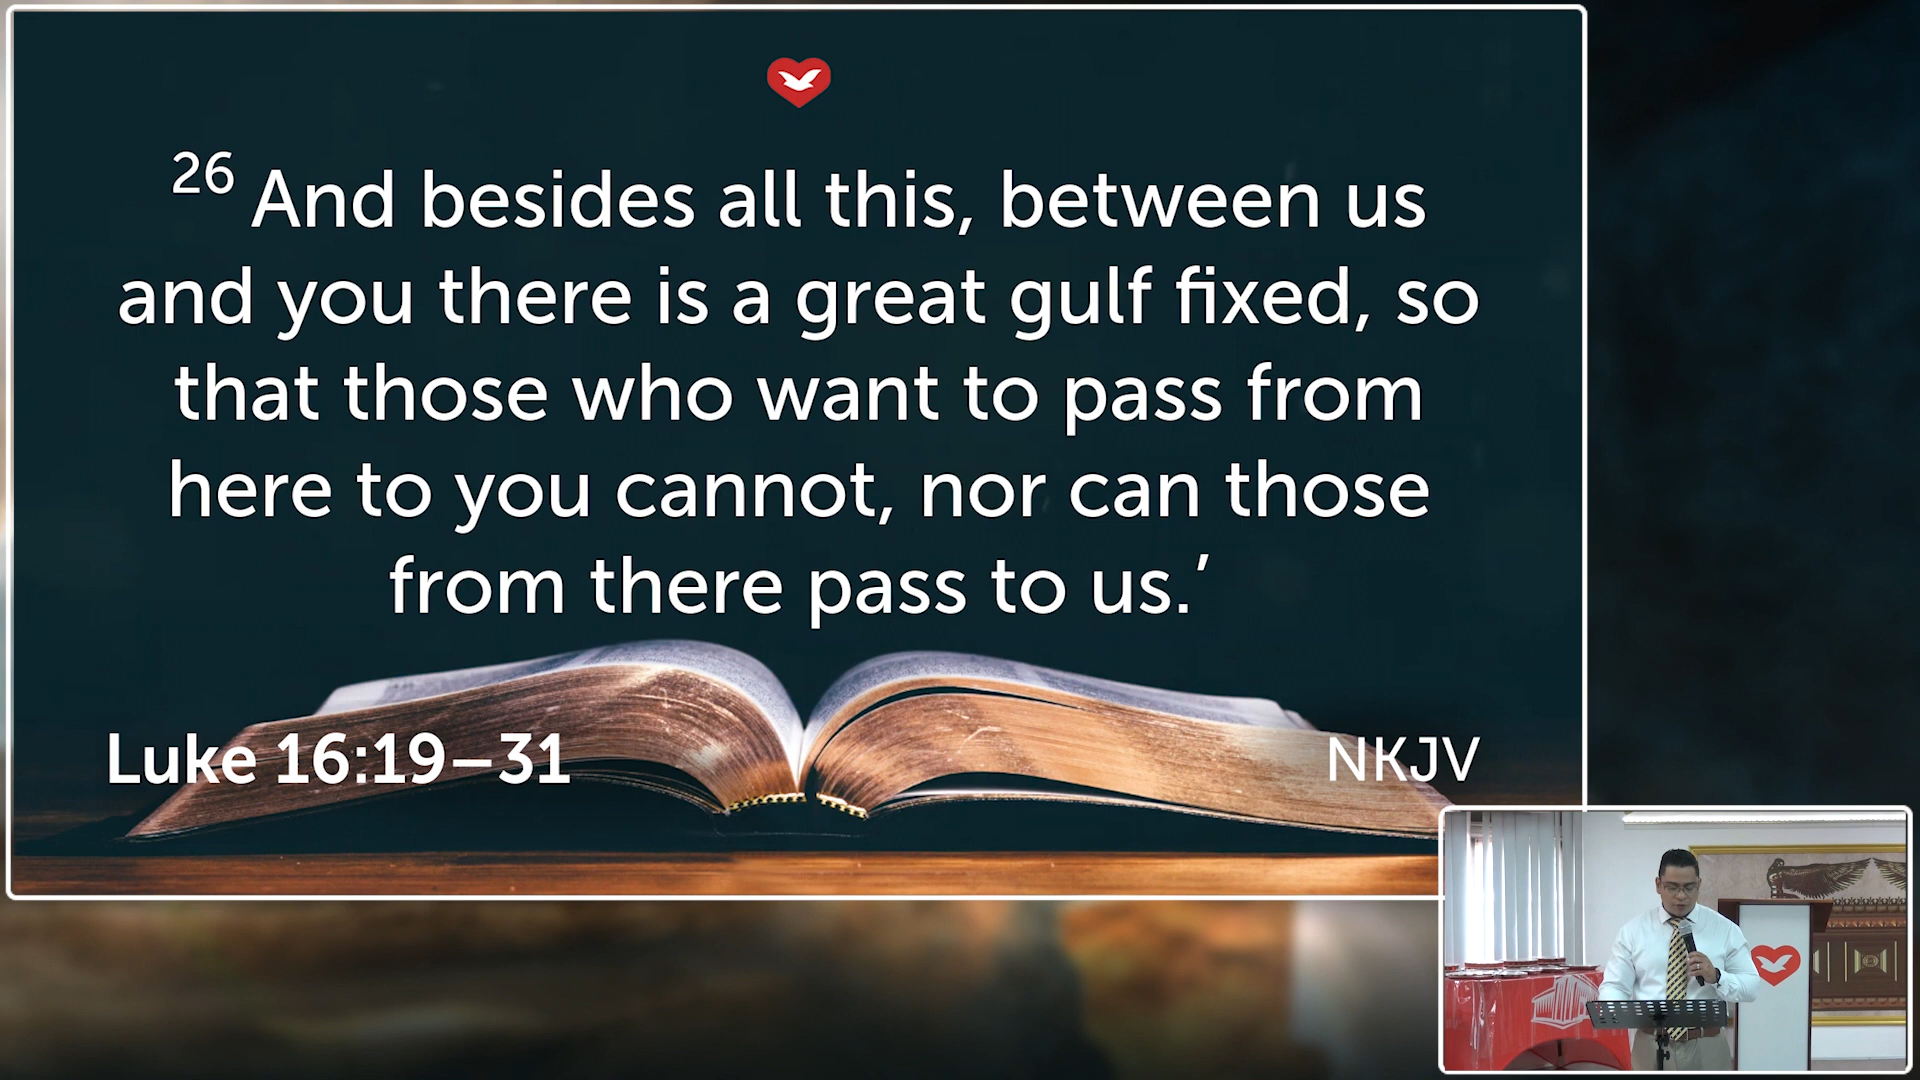 26 And besides all this, between us
and you there is a great gulf fixed, so
that those who want to pass from
here to you cannot, nor can those
from there pass to us.’
Luke 16:19–31
NKJV